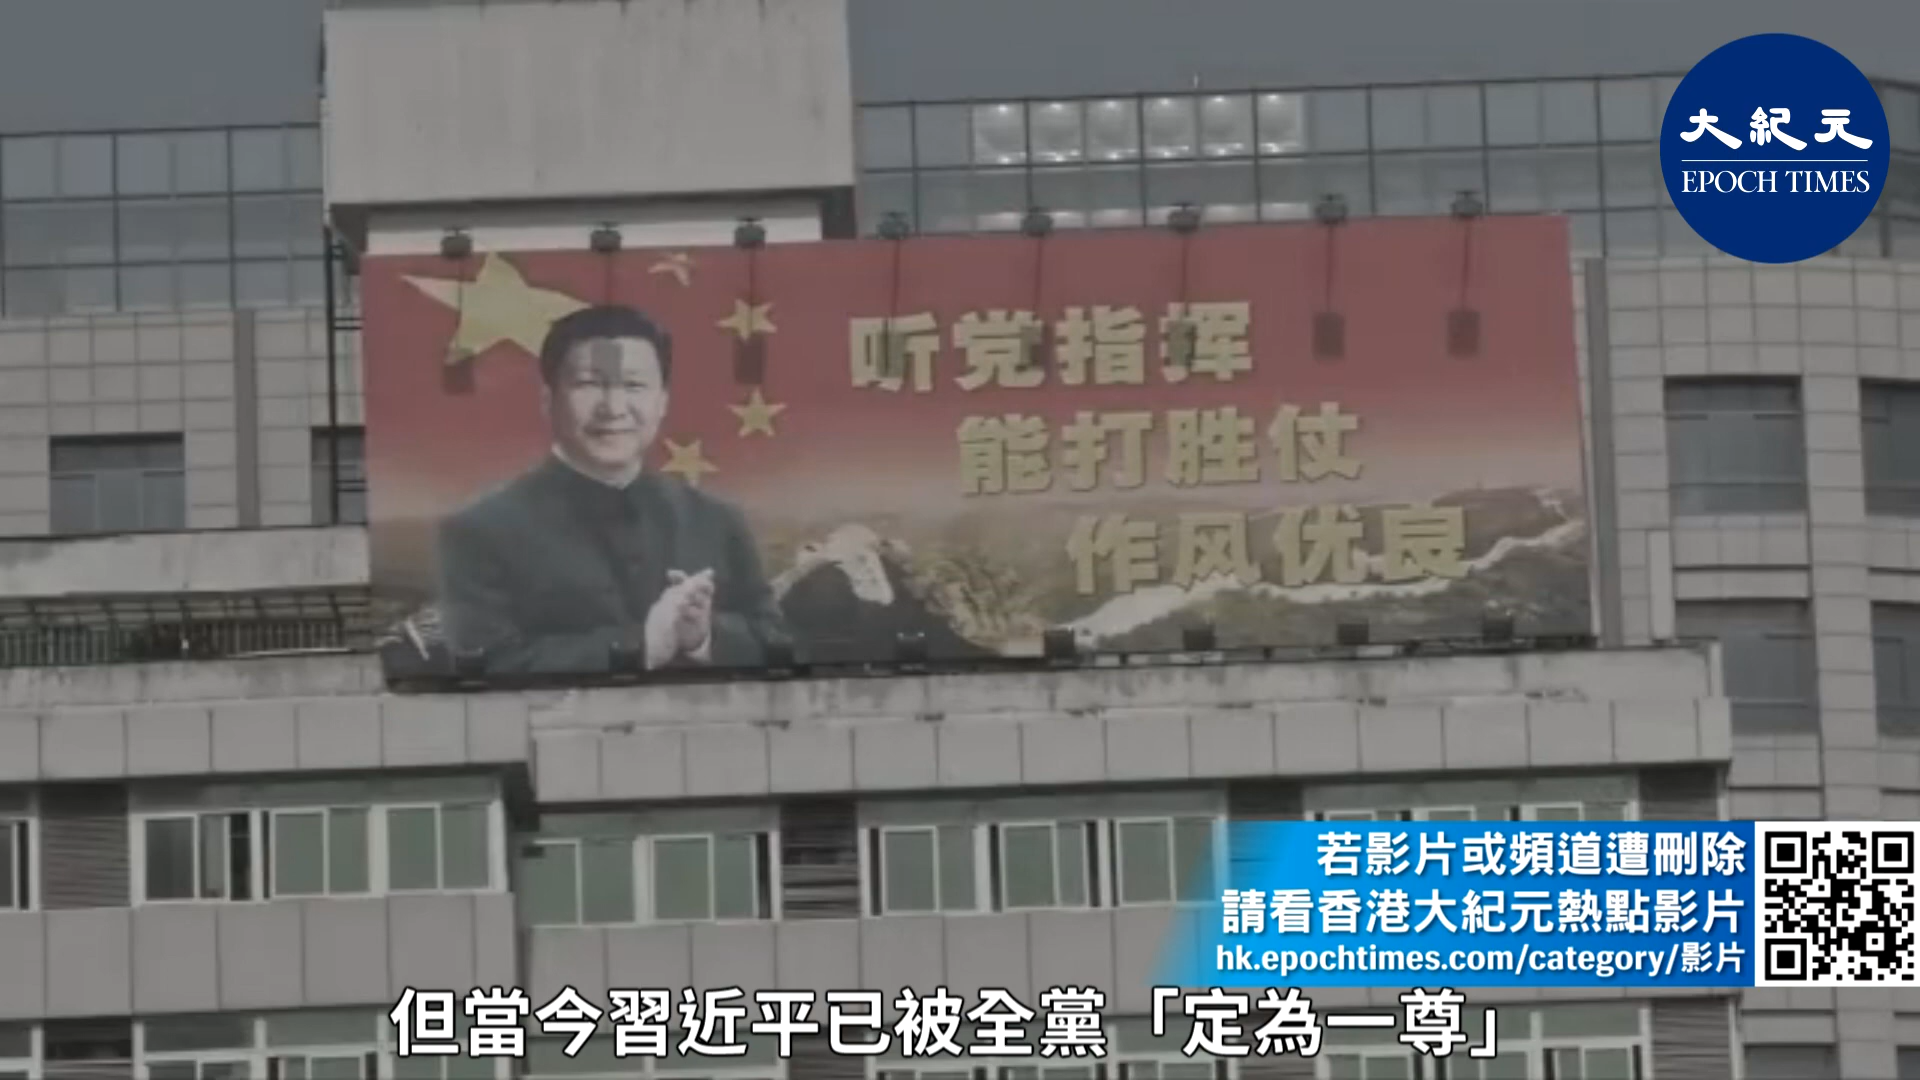 大紀元
EPOCH TIMES
听党指挥
能打胜仗
作风优良
若影片或頻道遭刪除
請看香港大紀元熱點影片
hk.epochtimes.com/category/影片
但當今習近平已被全黨「定為一尊」